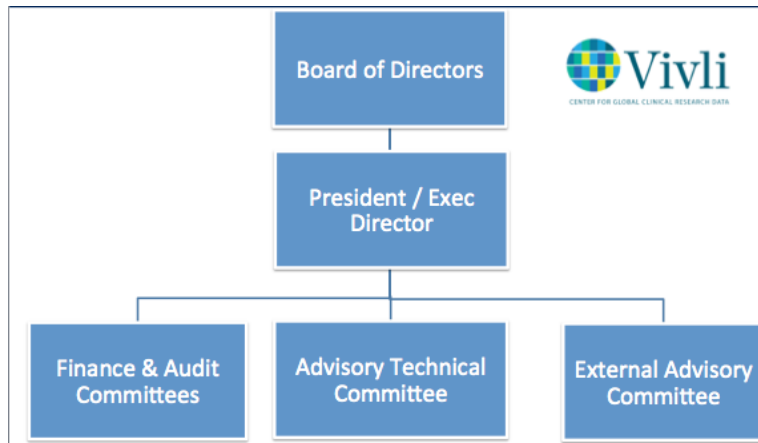 Board of Directors
Vivli
CENTER FOR GLOBAL CLINICAL RESEARCH DATA
President / Exec
Director
Finance & Audit
Committees
Advisory Technical
Committee
External Advisory
Committee